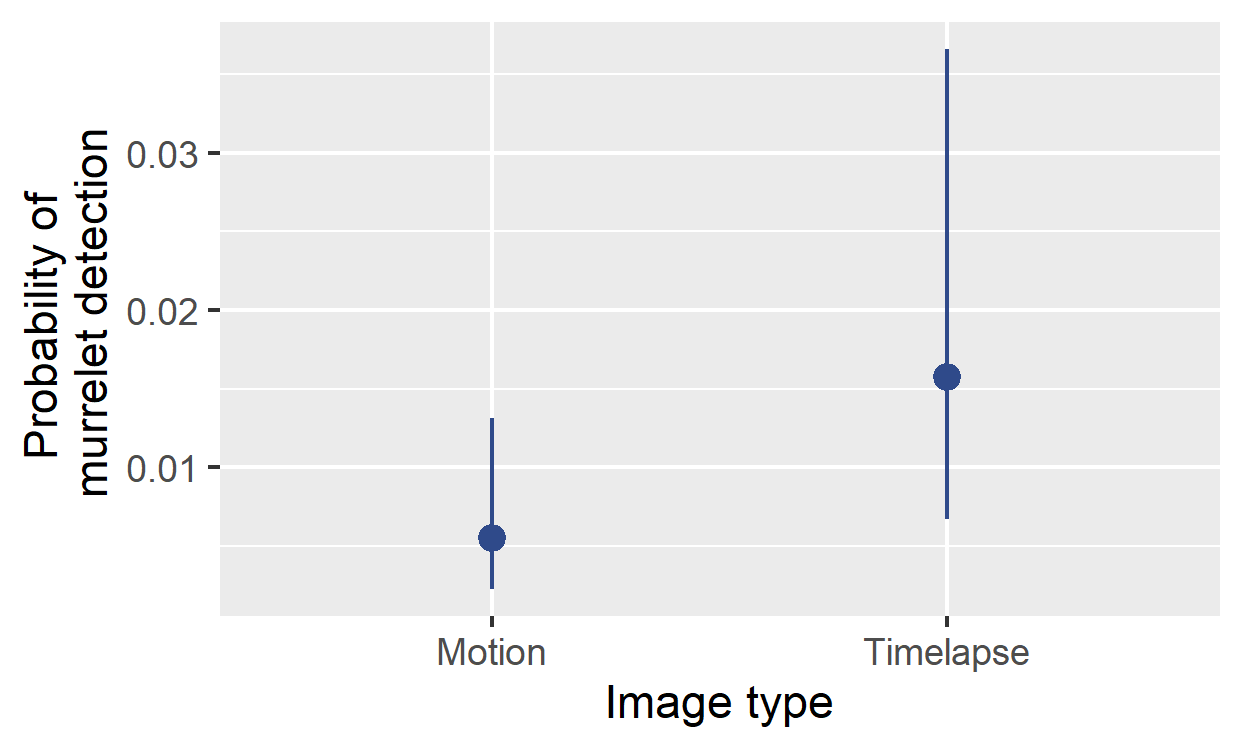 Probability of
murrelet detection
0.03
0.02
0.01
Motion
Timelapse
Image type